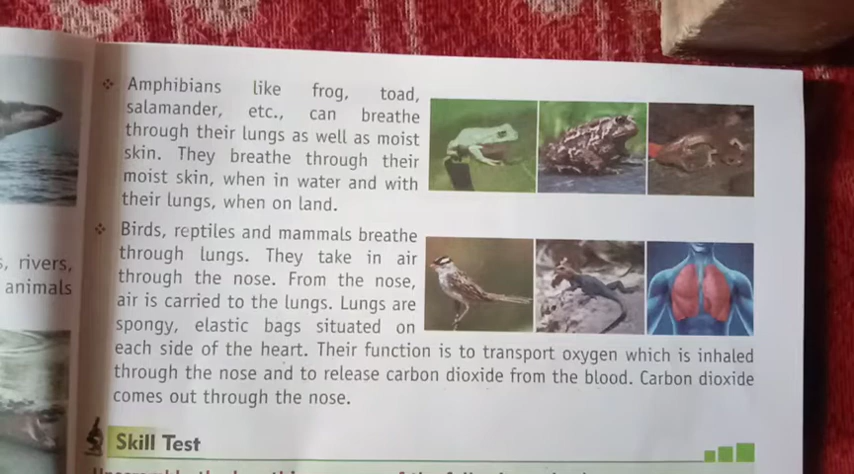 s, rivers,
animals
❖ Amphibians like frog, toad,
salamander, etc., can breathe
through their lungs as well as moist
skin. They breathe through their
moist skin, when in water and with
their lungs, when on land.
❖ Birds, reptiles and mammals breathe
through lungs. They take in air
through the nose. From the nose,
air is carried to the lungs. Lungs are
spongy, elastic bags situated on
each side of the heart. Their function is to transport oxygen which is inhaled
through the nose and to release carbon dioxide from the blood. Carbon dioxide
comes out through the nose.
Skill Test